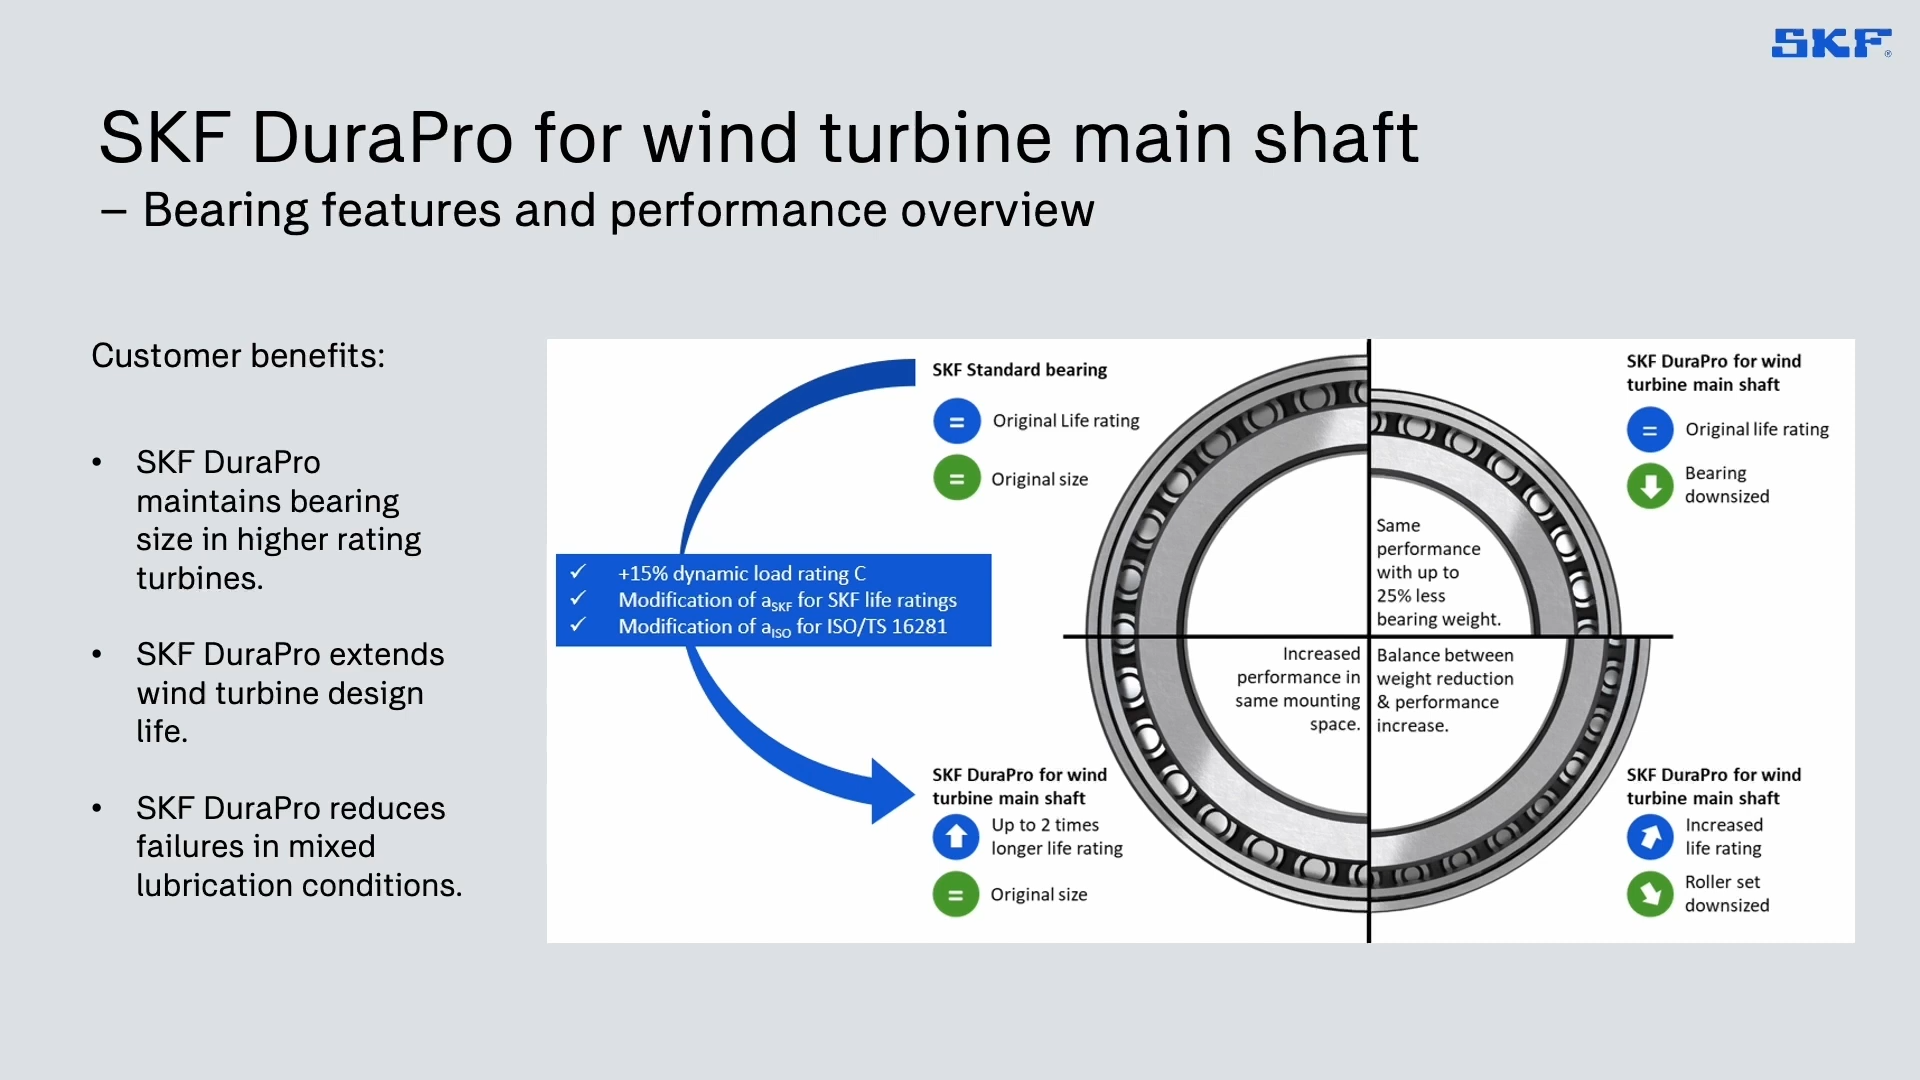 SKF®
SKF DuraPro for wind turbine main shaft
– Bearing features and performance overview
Customer benefits:
• SKF DuraPro
maintains bearing
size in higher rating
turbines.
• SKF DuraPro extends
wind turbine design
life.
• SKF DuraPro reduces
failures in mixed
lubrication conditions.
SKF Standard bearing
= Original Life rating
= Original size
✓ +15% dynamic load rating C
✓ Modification of aSKF for SKF life ratings
✓ Modification of aISO for ISO/TS 16281
SKF DuraPro for wind
turbine main shaft
Up to 2 times
longer life rating
= Original size
Increased
performance in
same mounting
space.
Same
performance
with up to
25% less
bearing weight.
Balance between
weight reduction
& performance
increase.
SKF DuraPro for wind
turbine main shaft
= Original life rating
Bearing
downsized
SKF DuraPro for wind
turbine main shaft
Increased
life rating
Roller set
downsized